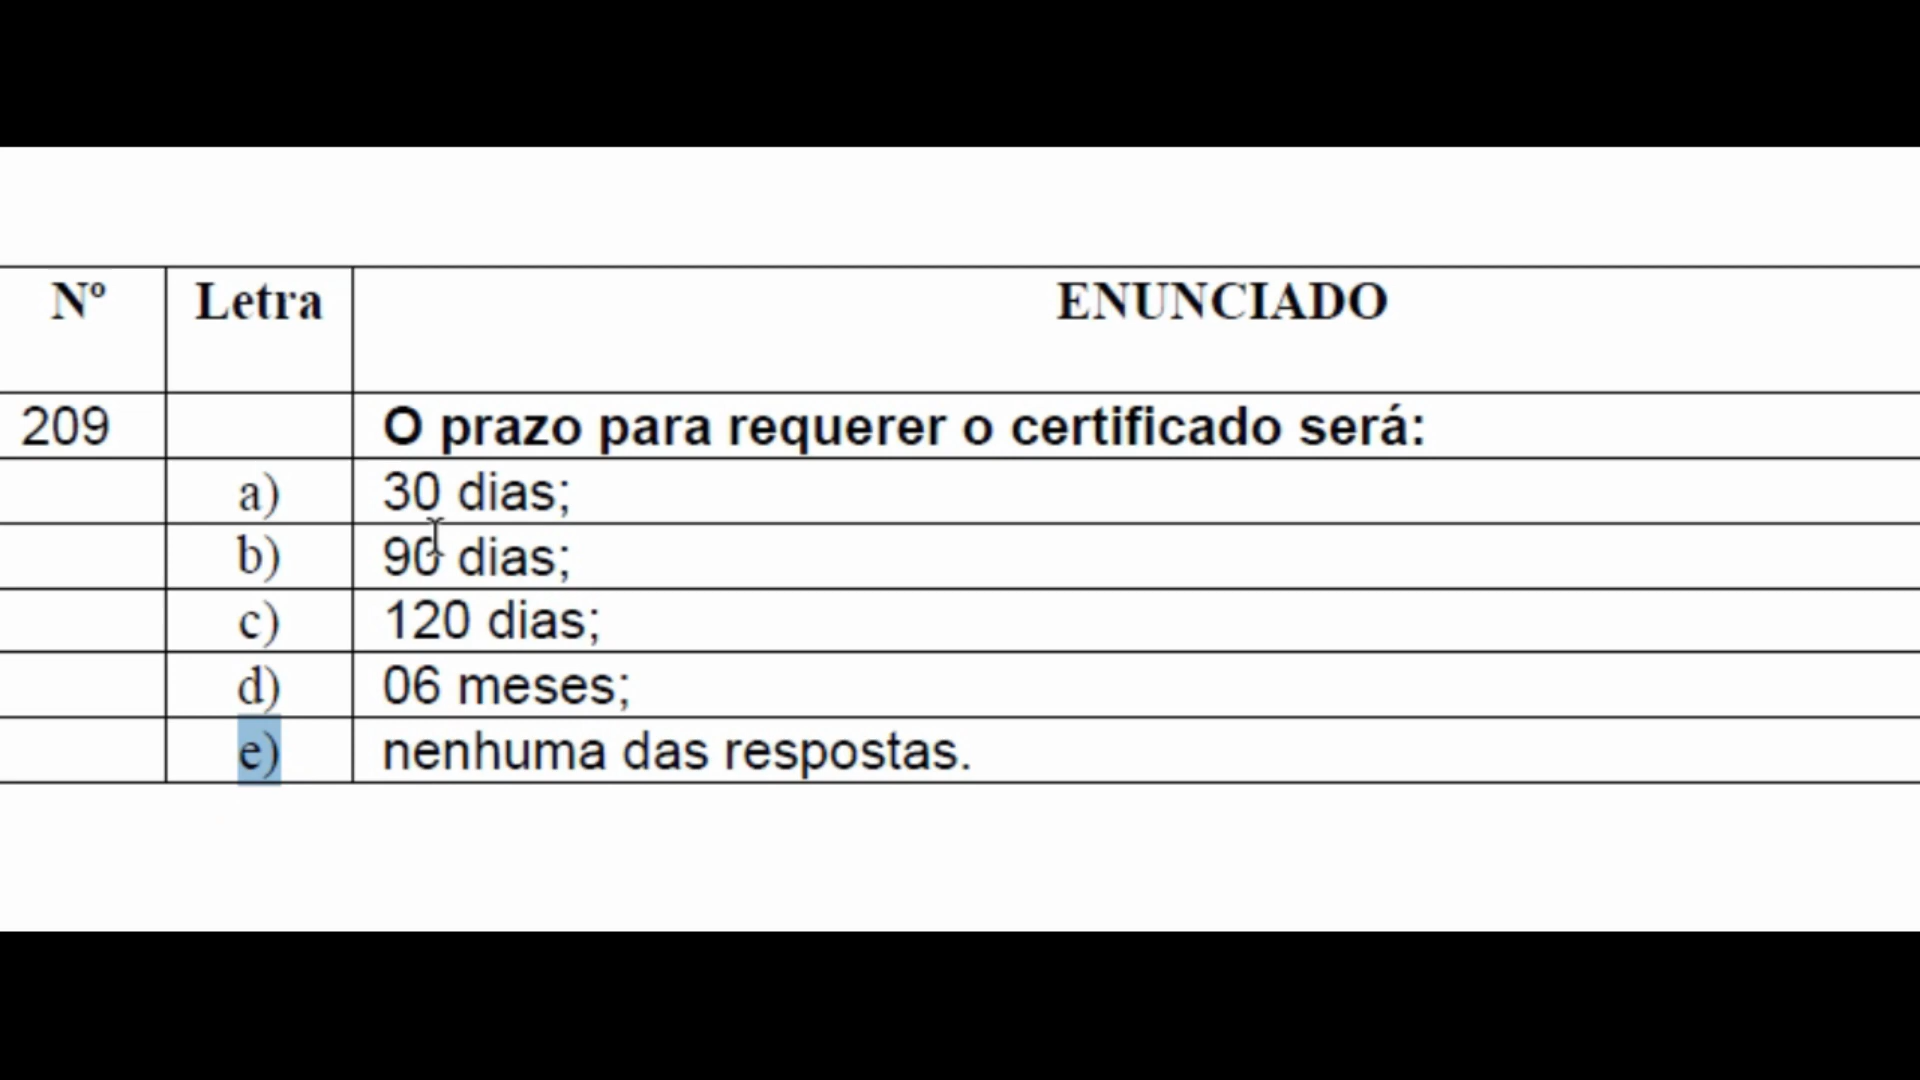 Nº Letra ENUNCIADO
209 O prazo para requerer o certificado será:
a) 30 dias;
b) 90 dias;
c) 120 dias;
d) 06 meses;
e) nenhuma das respostas.